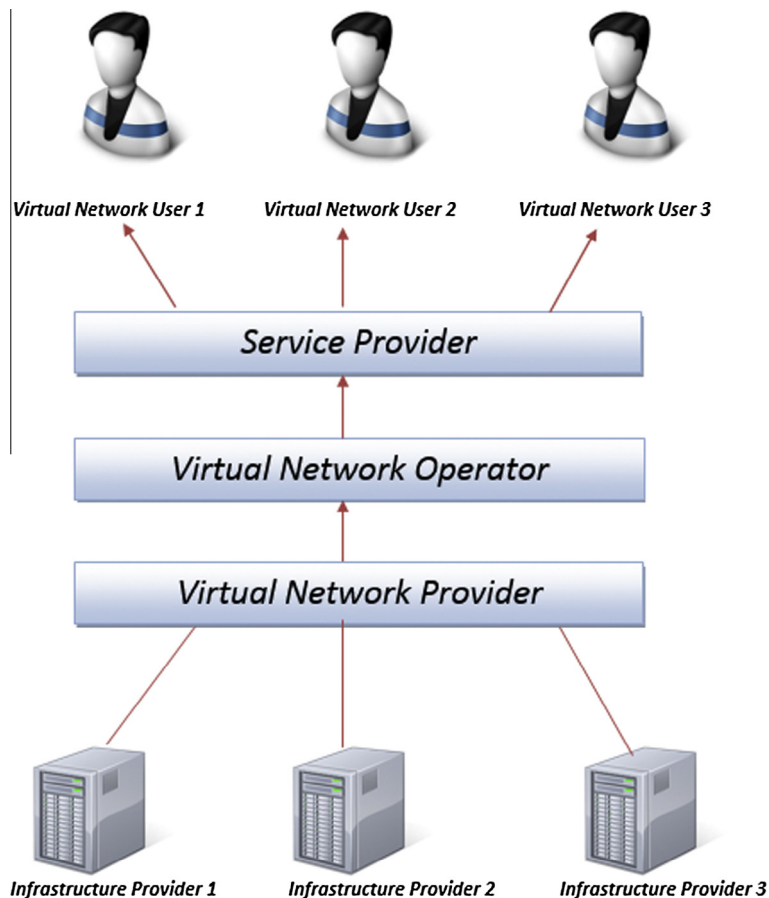 Virtual Network User 1
Virtual Network User 2
Virtual Network User 3
Service Provider
Virtual Network Operator
Virtual Network Provider
Infrastructure Provider 1
Infrastructure Provider 2
Infrastructure Provider 3